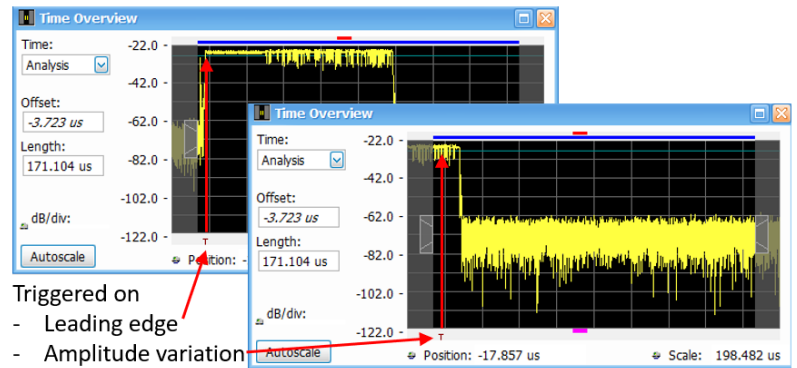 Time Overview
Time:
Analysis
Offset:
-3.723 us
Length:
171.104 us
dB/div:
Autoscale
-22.0
-42.0
-62.0
-82.0
-102.0
-122.0
T
Position: -
Time Overview
Time:
Analysis
Offset:
-3.723 us
Length:
171.104 us
dB/div:
Autoscale
-22.0
-42.0
-62.0
-82.0
-102.0
-122.0
T
Position: -17.857 us
Scale: 198.482 us
Triggered on
- Leading edge
- Amplitude variation